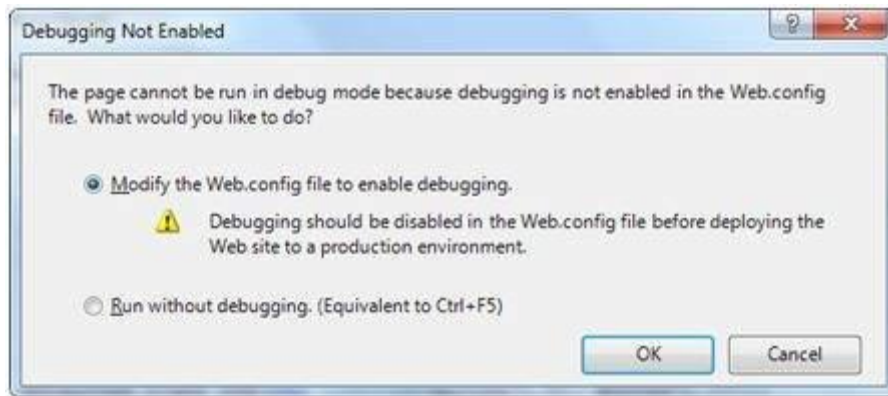 Debugging Not Enabled
The page cannot be run in debug mode because debugging is not enabled in the Web.config
file. What would you like to do?
Modify the Web.config file to enable debugging.
Debugging should be disabled in the Web.config file before deploying the
Web site to a production environment.
Run without debugging. (Equivalent to Ctrl+F5)
OK
Cancel